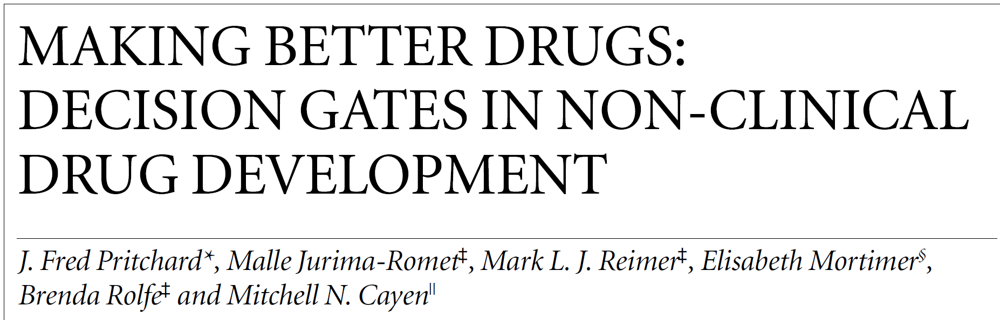 MAKING BETTER DRUGS:
DECISION GATES IN NON-CLINICAL
DRUG DEVELOPMENT
J. Fred Pritchard*, Malle Jurima-Romet‡, Mark L. J. Reimer‡, Elisabeth Mortimer§,
Brenda Rolfe‡ and Mitchell N. Cayen||